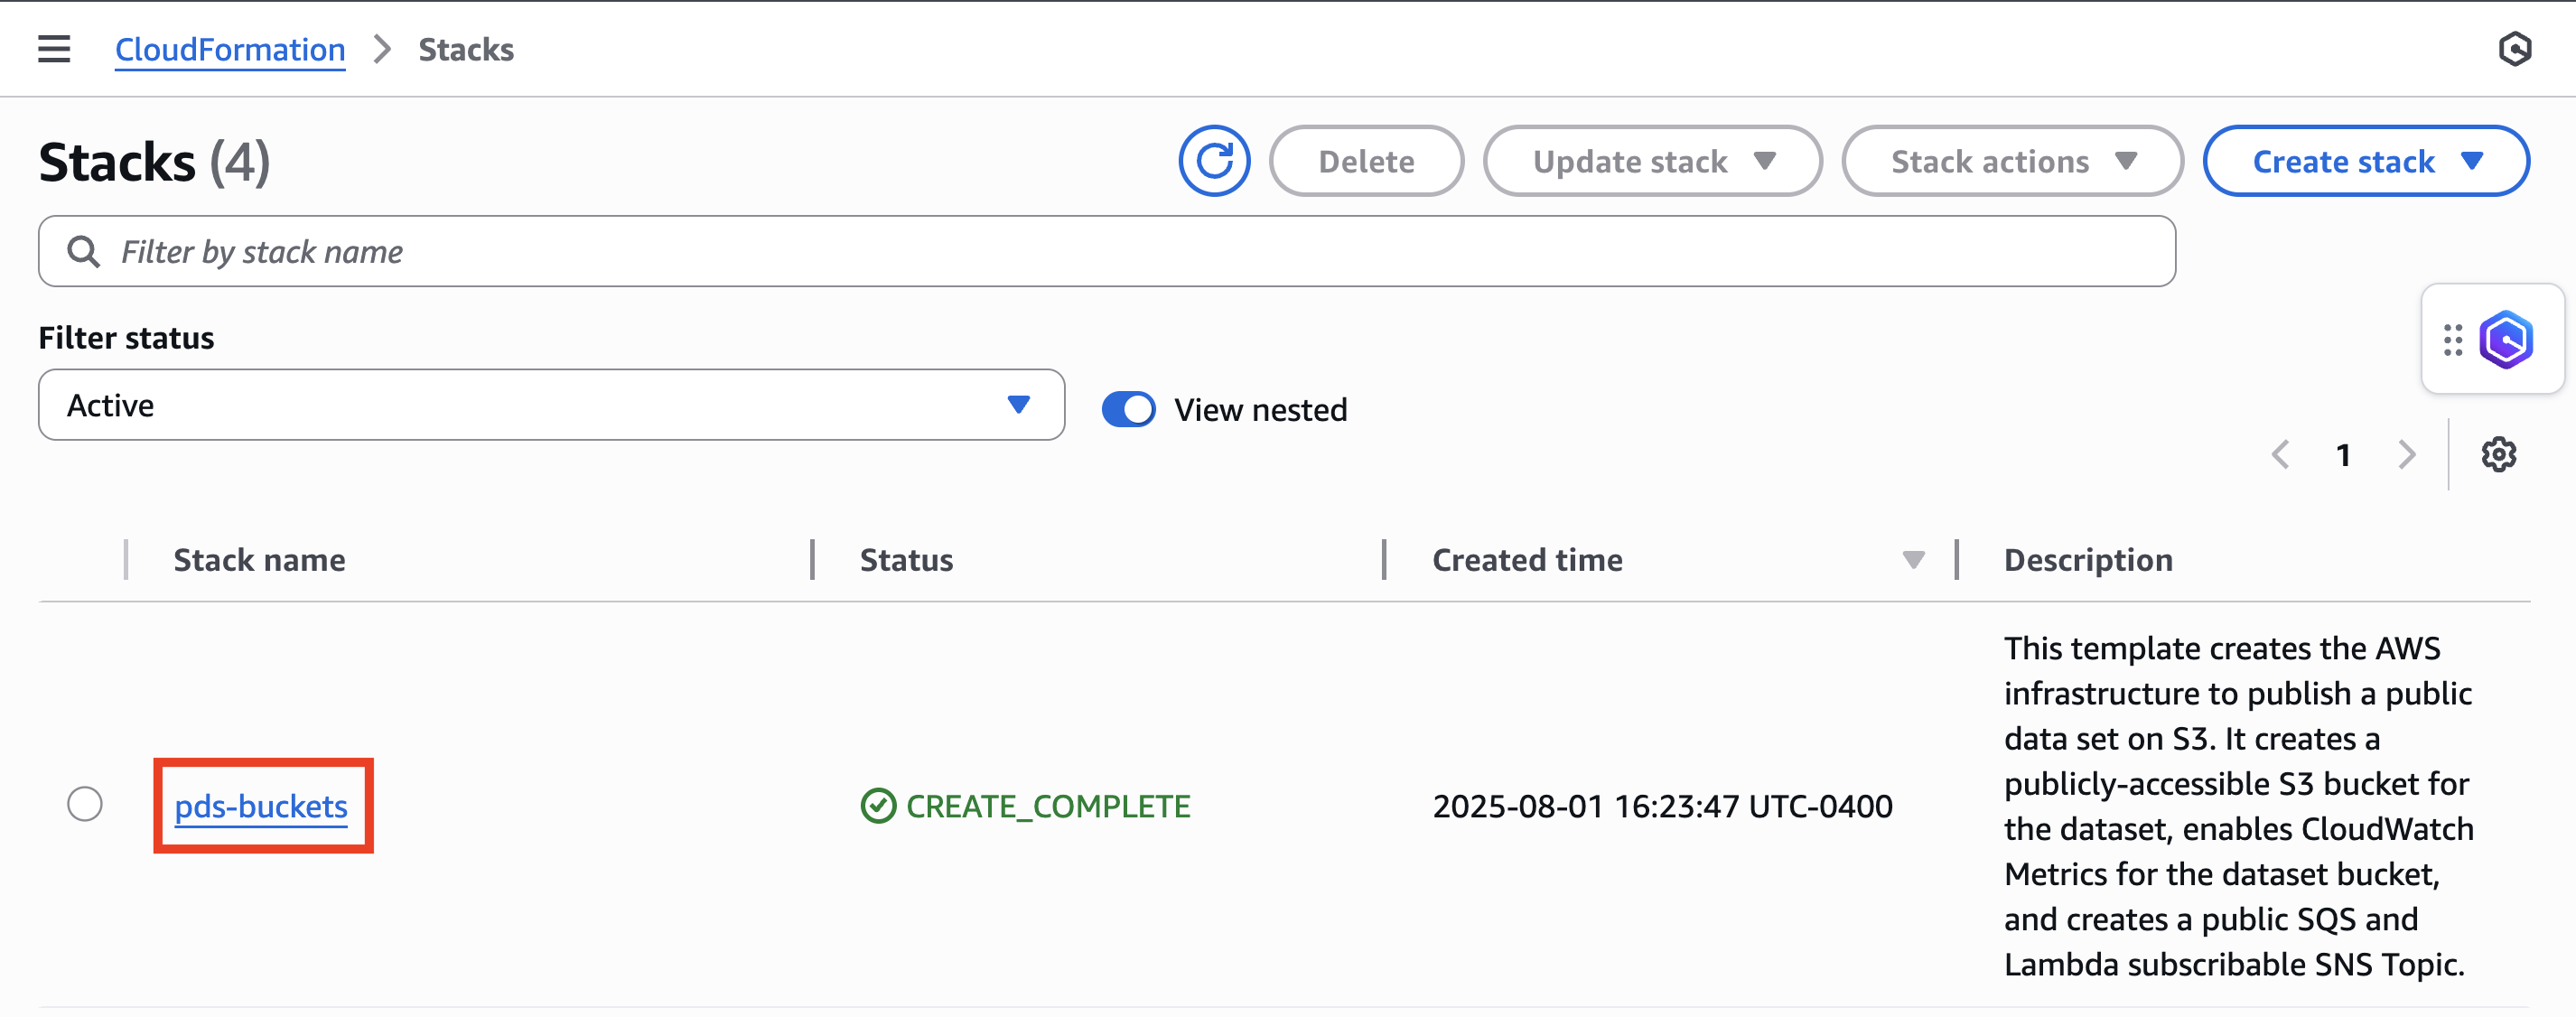 CloudFormation > Stacks
Stacks (4)
Delete
Update stack
Stack actions
Create stack
Filter by stack name
Filter status
Active
View nested
1
Stack name
Status
Created time
Description
pds-buckets
CREATE_COMPLETE
2025-08-01 16:23:47 UTC-0400
This template creates the AWS
infrastructure to publish a public
data set on S3. It creates a
publicly-accessible S3 bucket for
the dataset, enables CloudWatch
Metrics for the dataset bucket,
and creates a public SQS and
Lambda subscribable SNS Topic.